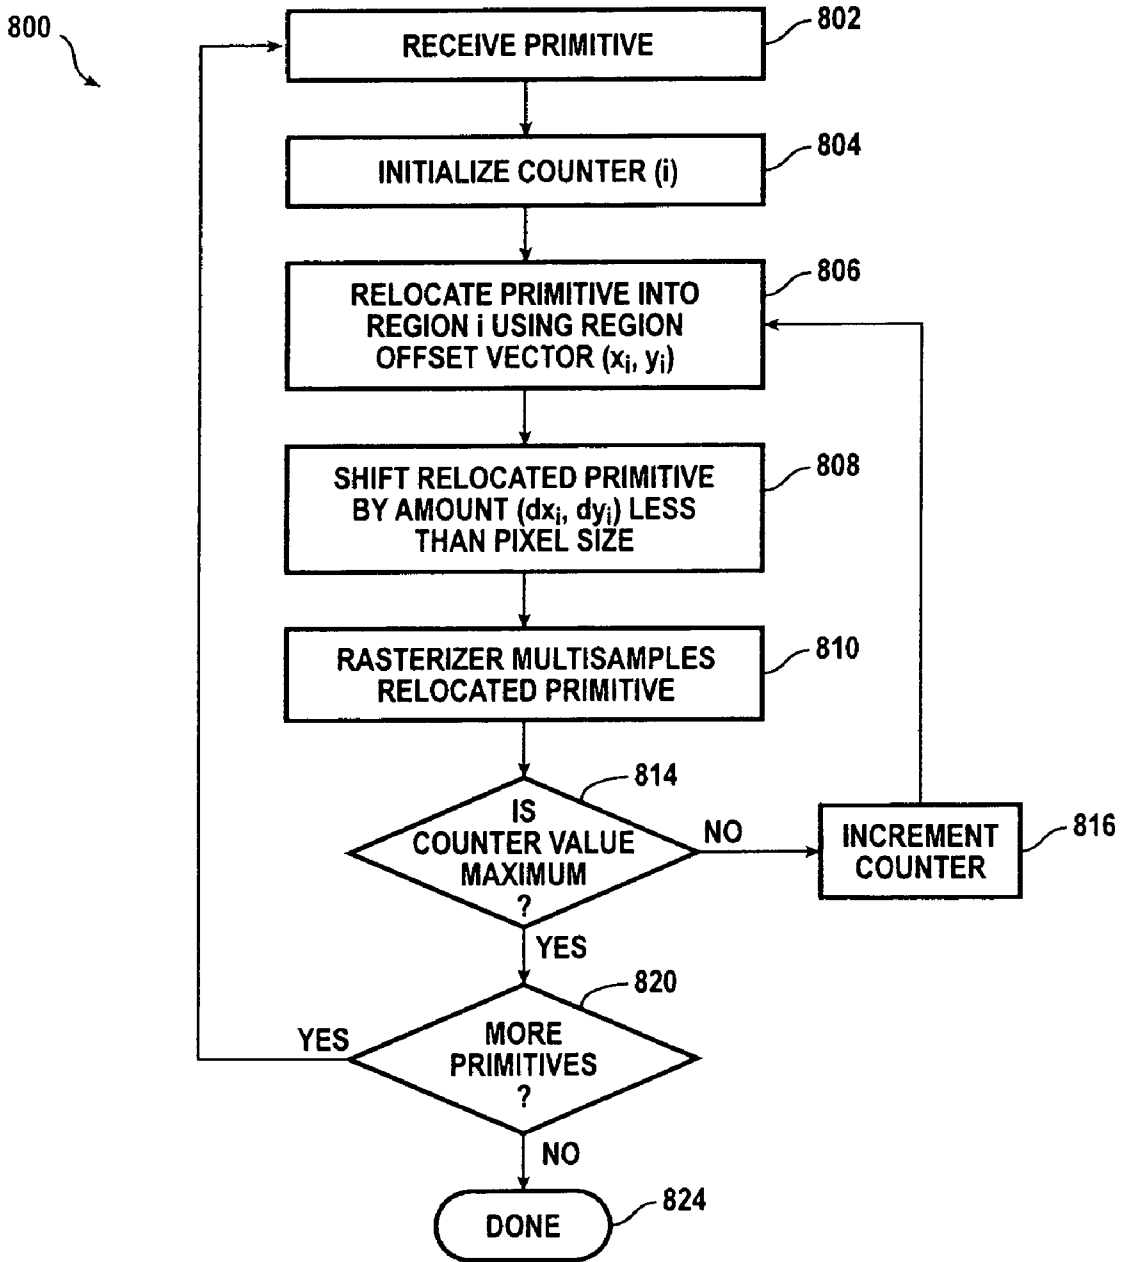 800
RECEIVE PRIMITIVE
802
INITIALIZE COUNTER (i)
804
RELOCATE PRIMITIVE INTO
REGION i USING REGION
OFFSET VECTOR (xi, yi)
806
SHIFT RELOCATED PRIMITIVE
BY AMOUNT (dxi, dyi) LESS
THAN PIXEL SIZE
808
RASTERIZER MULTISAMPLES
RELOCATED PRIMITIVE
810
IS
COUNTER VALUE
MAXIMUM
?
814
NO
INCREMENT
COUNTER
816
YES
MORE
PRIMITIVES
?
820
YES
NO
DONE
824